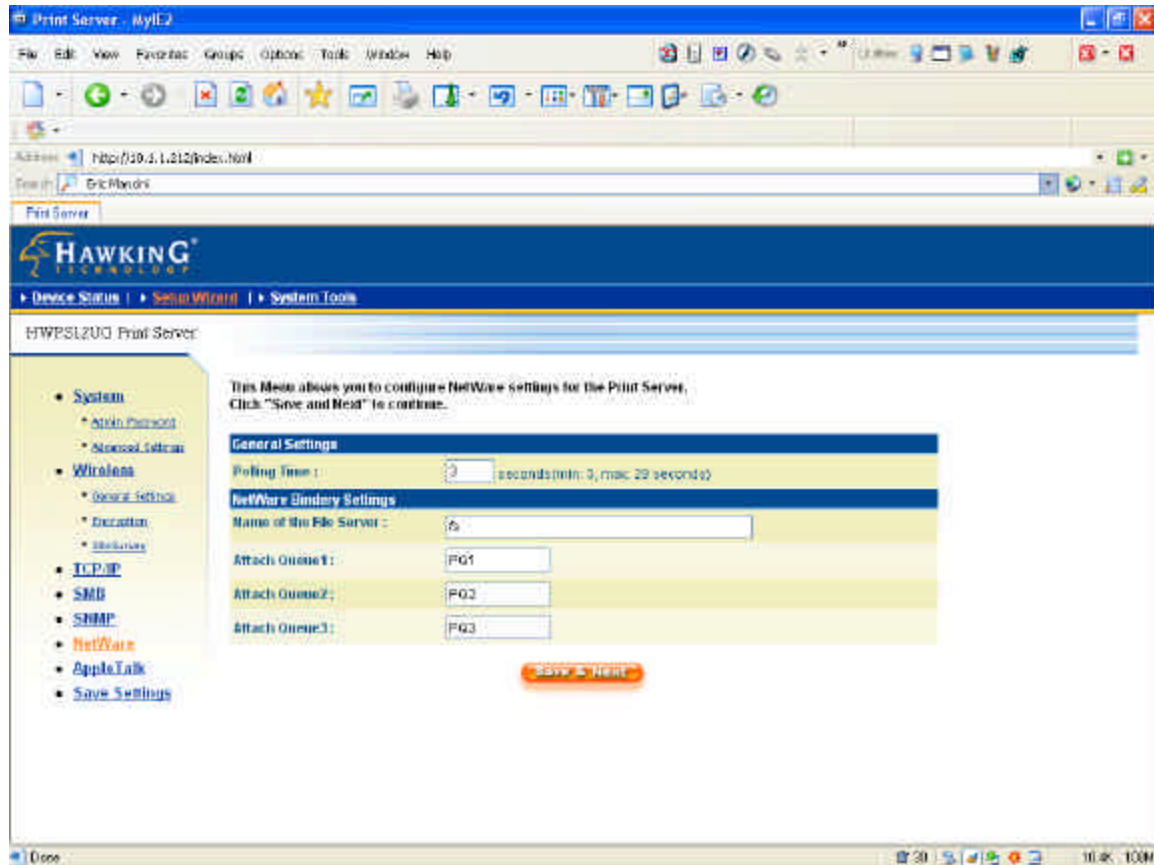 Print Server - MyIE2
File Edit View Favorites Groups Options Tools Window Help
Address http://10.3.1.212/index.html
Search
Print Server
HAWKING
TECHNOLOGY
Device Status | Setup Wizard | System Tools
HWPS12UG Print Server
System
Admin Password
Advanced Settings
Wireless
General Settings
Encryption
Site Survey
TCP/IP
SMB
SNMP
NetWare
AppleTalk
Save Settings
This Menu allows you to configure NetWare settings for the Print Server.
Click "Save and Next" to continue.
General Settings
Polling Time : 3 seconds(min: 3, max: 29 seconds)
NetWare Bindery Settings
Name of the File Server : fs
Attach Queue1 : PQ1
Attach Queue2 : PQ2
Attach Queue3 : PQ3
Save & Next
Done